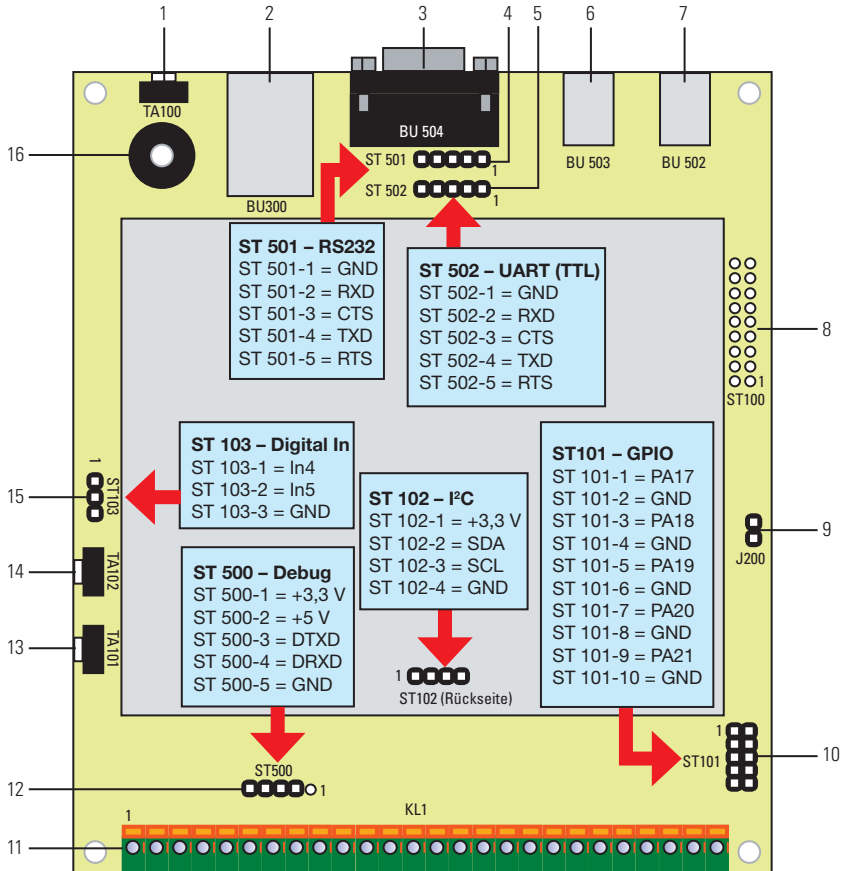 1
2
3
4
5
6
7
TA100
BU 504
16
ST 501
1
BU 503
BU 502
ST 502
1
BU300
ST 501 – RS232
ST 501-1 = GND
ST 501-2 = RXD
ST 501-3 = CTS
ST 501-4 = TXD
ST 501-5 = RTS
ST 502 – UART (TTL)
ST 502-1 = GND
ST 502-2 = RXD
ST 502-3 = CTS
ST 502-4 = TXD
ST 502-5 = RTS
8
1
ST100
ST 103 – Digital In
ST 103-1 = In4
ST 103-2 = In5
ST 103-3 = GND
1
ST103
15
ST 102 – I²C
ST 102-1 = +3,3 V
ST 102-2 = SDA
ST 102-3 = SCL
ST 102-4 = GND
ST101 – GPIO
ST 101-1 = PA17
ST 101-2 = GND
ST 101-3 = PA18
ST 101-4 = GND
ST 101-5 = PA19
ST 101-6 = GND
ST 101-7 = PA20
ST 101-8 = GND
ST 101-9 = PA21
ST 101-10 = GND
9
J200
14
TA102
ST 500 – Debug
ST 500-1 = +3,3 V
ST 500-2 = +5 V
ST 500-3 = DTXD
ST 500-4 = DRXD
ST 500-5 = GND
13
TA101
1
ST102 (Rückseite)
1
ST101
10
ST500
12
1
KL1
1
11